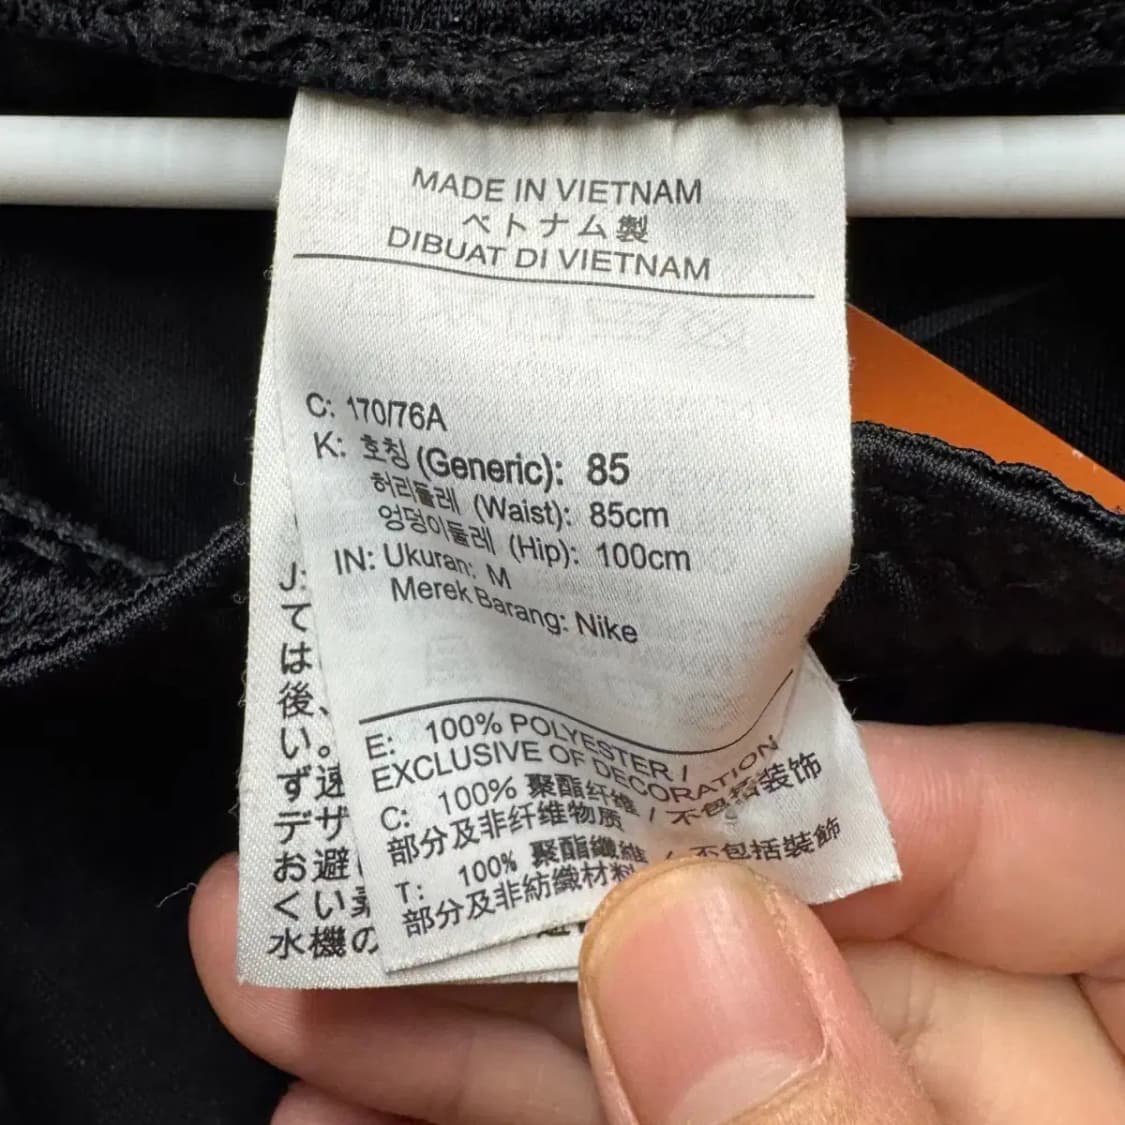 MADE IN VIETNAM
ベトナム製
DIBUAT DI VIETNAM
C: 170/76A
K: 호칭 (Generic): 85
허리둘레 (Waist): 85cm
엉덩이둘레 (Hip): 100cm
IN: Ukuran: M
Merek Barang: Nike
E: 100% POLYESTER /
EXCLUSIVE OF DECORATION
C: 100% 聚酯纤维 / 不包括装饰
部分及非纤维物质
T: 100% 聚酯纖維 / 不包括裝飾
部分及非紡織材料
J:
て
は
後、
い。
ず速
デザ
お避
くい
水機の